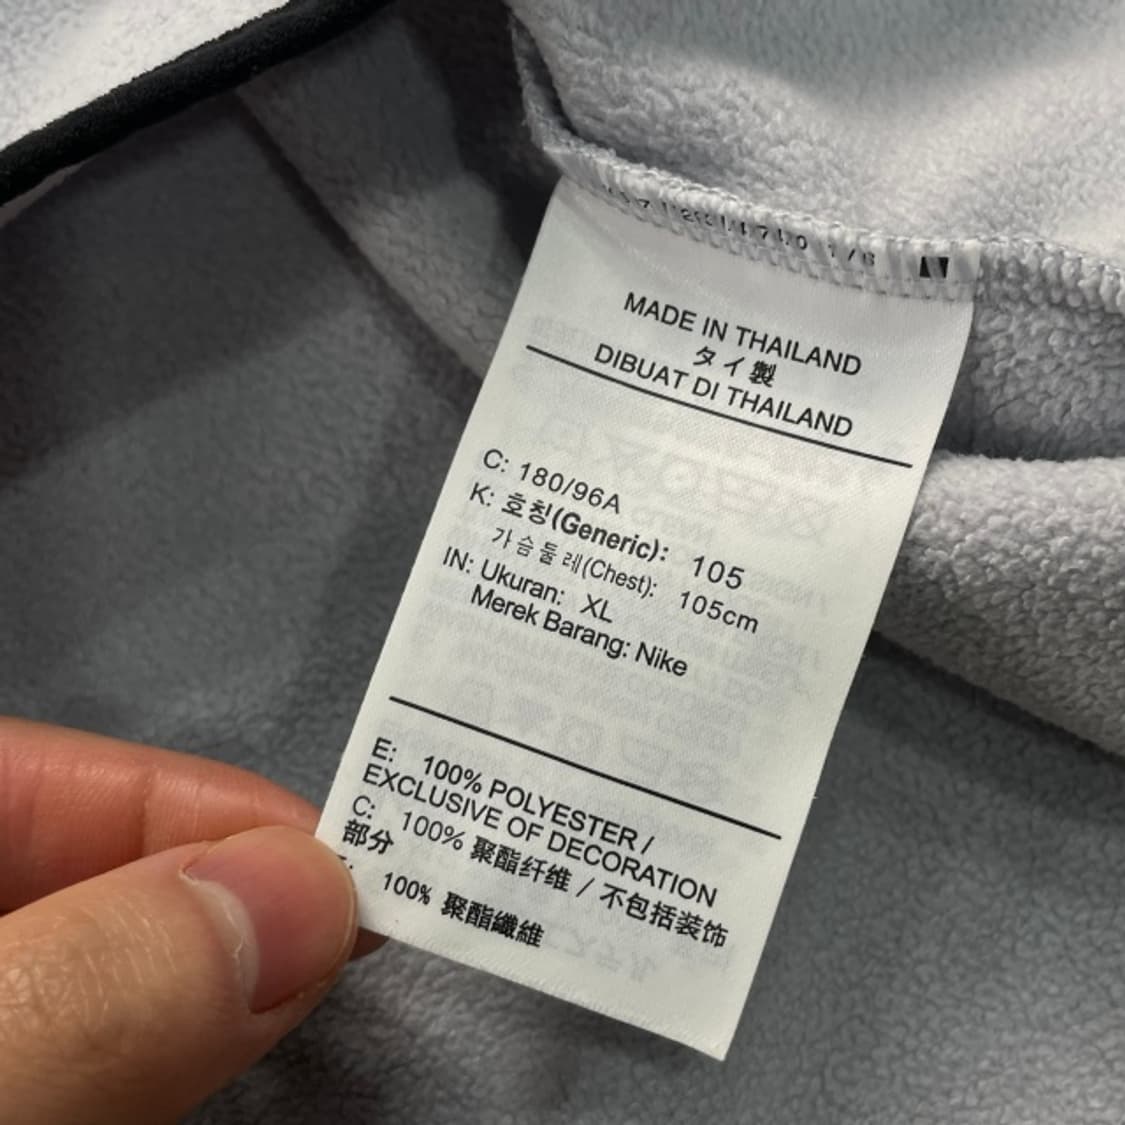 MADE IN THAILAND
タイ製
DIBUAT DI THAILAND
C: 180/96A
K: 호칭(Generic): 105
가슴둘레(Chest): 105cm
IN: Ukuran: XL
Merek Barang: Nike
E: 100% POLYESTER /
EXCLUSIVE OF DECORATION
C: 100% 聚酯纤维 / 不包括装饰
部分
100% 聚酯纖維